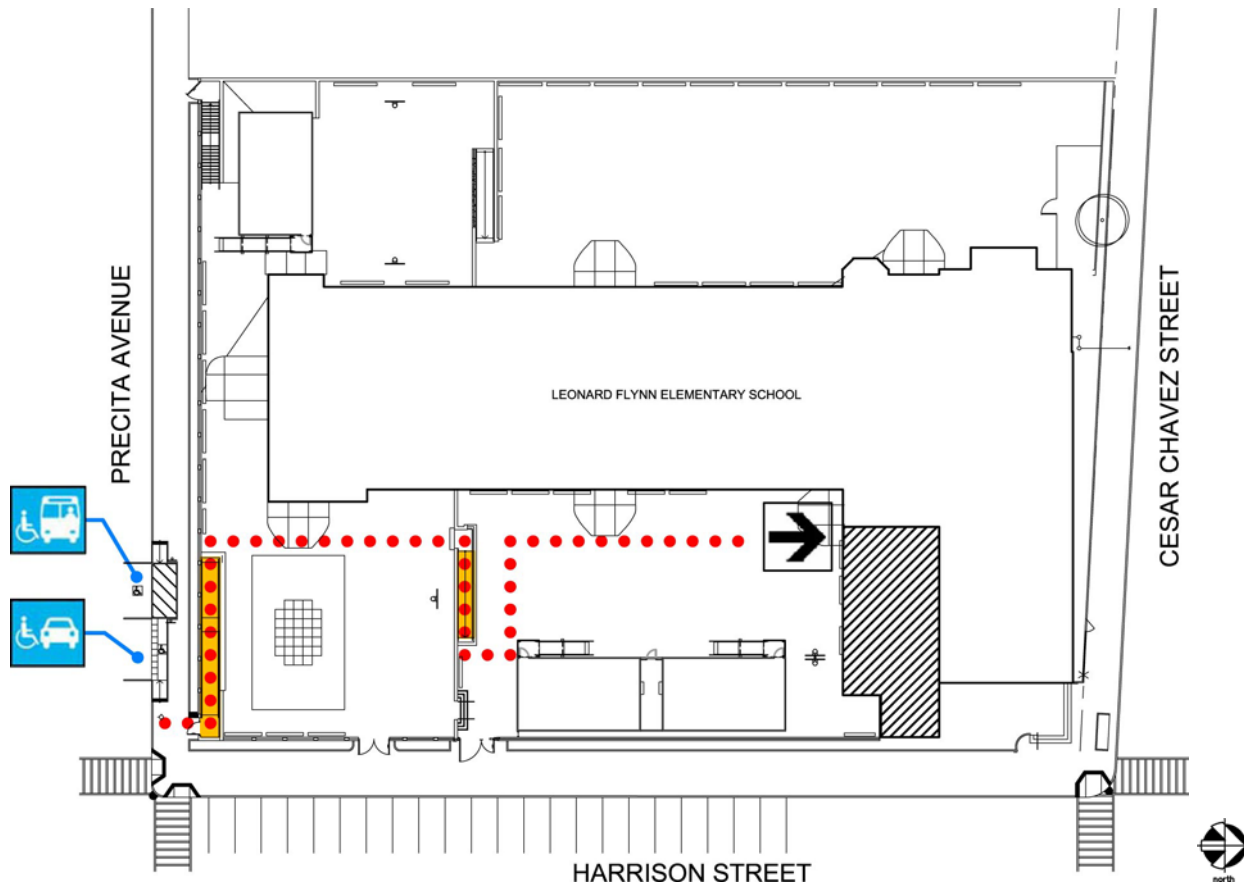 PRECITA AVENUE
LEONARD FLYNN ELEMENTARY SCHOOL
CESAR CHAVEZ STREET
HARRISON STREET
north